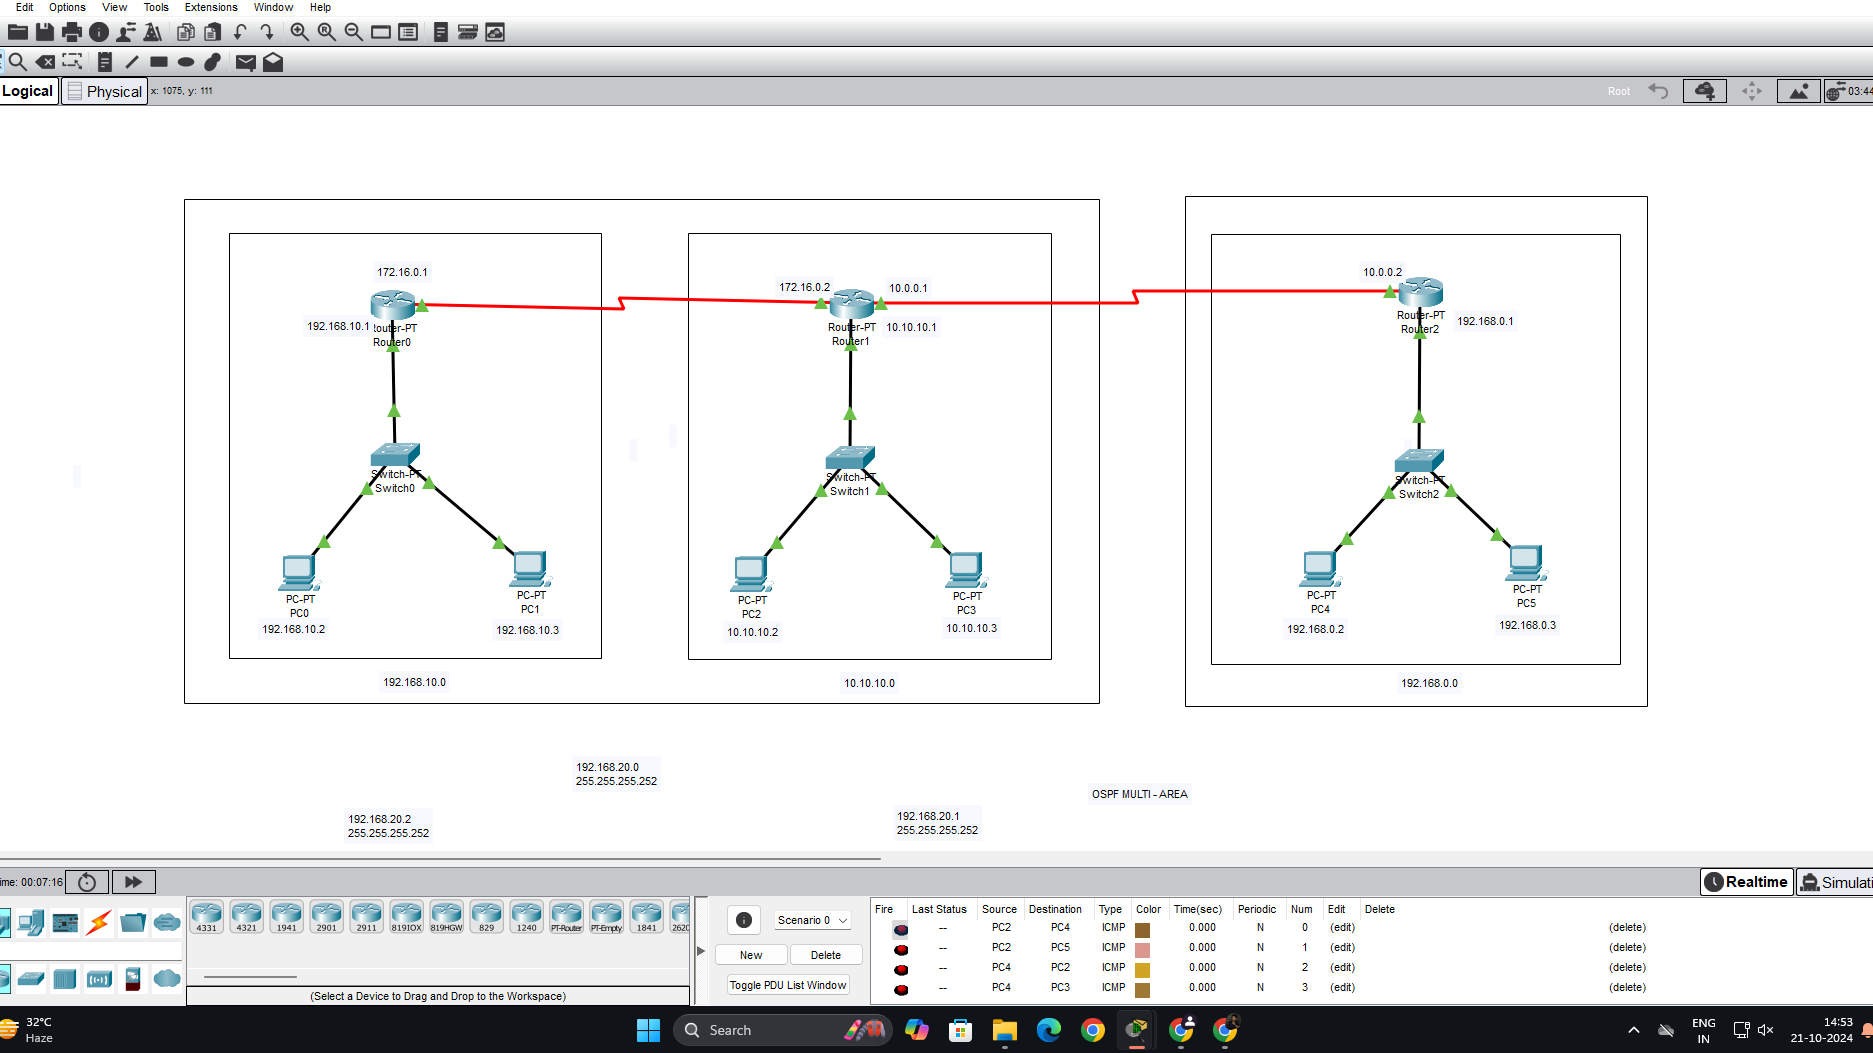 Edit Options View Tools Extensions Window Help
Logical Physical x: 1075, y: 111 Root 03:44
172.16.0.1
192.168.10.1
Router-PT
Router0
172.16.0.2
10.0.0.1
Router-PT
Router1
10.10.10.1
10.0.0.2
Router-PT
Router2
192.168.0.1
Switch-PT
Switch0
Switch-PT
Switch1
Switch-PT
Switch2
PC-PT
PC0
192.168.10.2
PC-PT
PC1
192.168.10.3
PC-PT
PC2
10.10.10.2
PC-PT
PC3
10.10.10.3
PC-PT
PC4
192.168.0.2
PC-PT
PC5
192.168.0.3
192.168.10.0
10.10.10.0
192.168.0.0
192.168.20.0
255.255.255.252
192.168.20.2
255.255.255.252
192.168.20.1
255.255.255.252
OSPF MULTI - AREA
ime: 00:07:16
Realtime Simulati
4331 4321 1941 2901 2911 819IOX 819HGW 829 1240 PT-Router PT-Empty 1841 262
(Select a Device to Drag and Drop to the Workspace)
Scenario 0
New Delete
Toggle PDU List Window
Fire Last Status Source Destination Type Color Time(sec) Periodic Num Edit Delete
-- PC2 PC4 ICMP 0.000 N 0 (edit) (delete)
-- PC2 PC5 ICMP 0.000 N 1 (edit) (delete)
-- PC4 PC2 ICMP 0.000 N 2 (edit) (delete)
-- PC4 PC3 ICMP 0.000 N 3 (edit) (delete)
32°C
Haze
Search
ENG
IN
14:53
21-10-2024